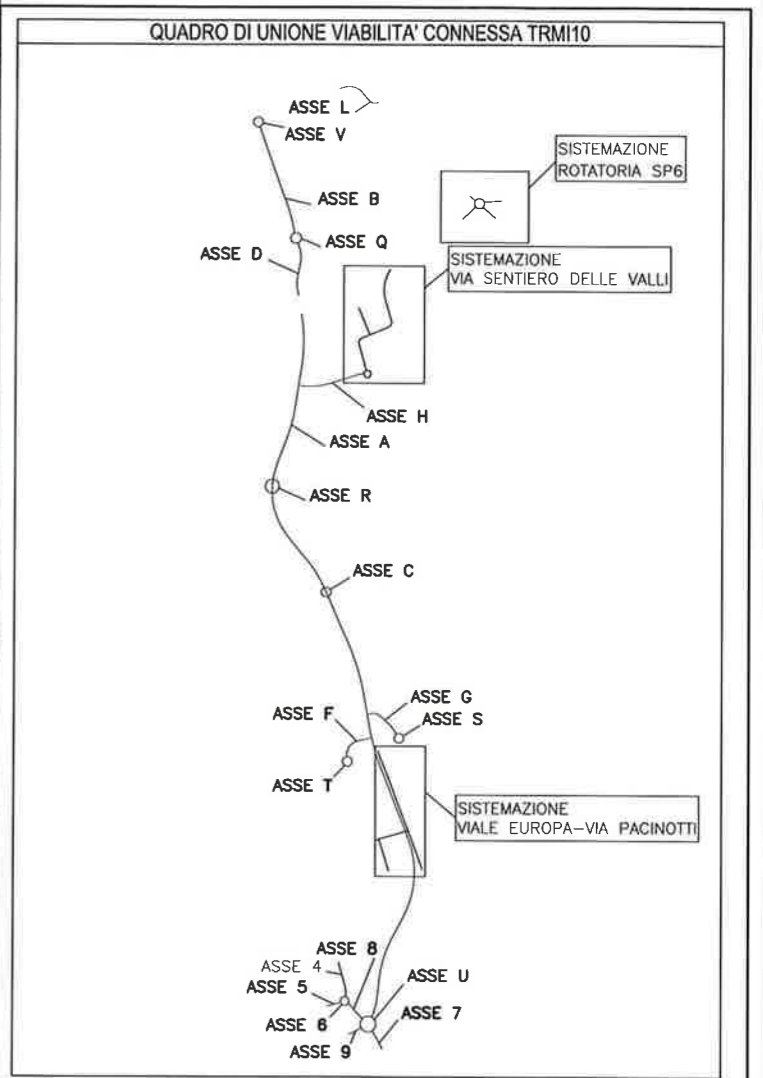 QUADRO DI UNIONE VIABILITA' CONNESSA TRMI10
ASSE L
ASSE V
SISTEMAZIONE
ROTATORIA SP6
ASSE B
ASSE Q
ASSE D
SISTEMAZIONE
VIA SENTIERO DELLE VALLI
ASSE H
ASSE A
ASSE R
ASSE C
ASSE G
ASSE F
ASSE S
ASSE T
SISTEMAZIONE
VIALE EUROPA-VIA PACINOTTI
ASSE 8
ASSE 4
ASSE U
ASSE 5
ASSE 7
ASSE 6
ASSE 9